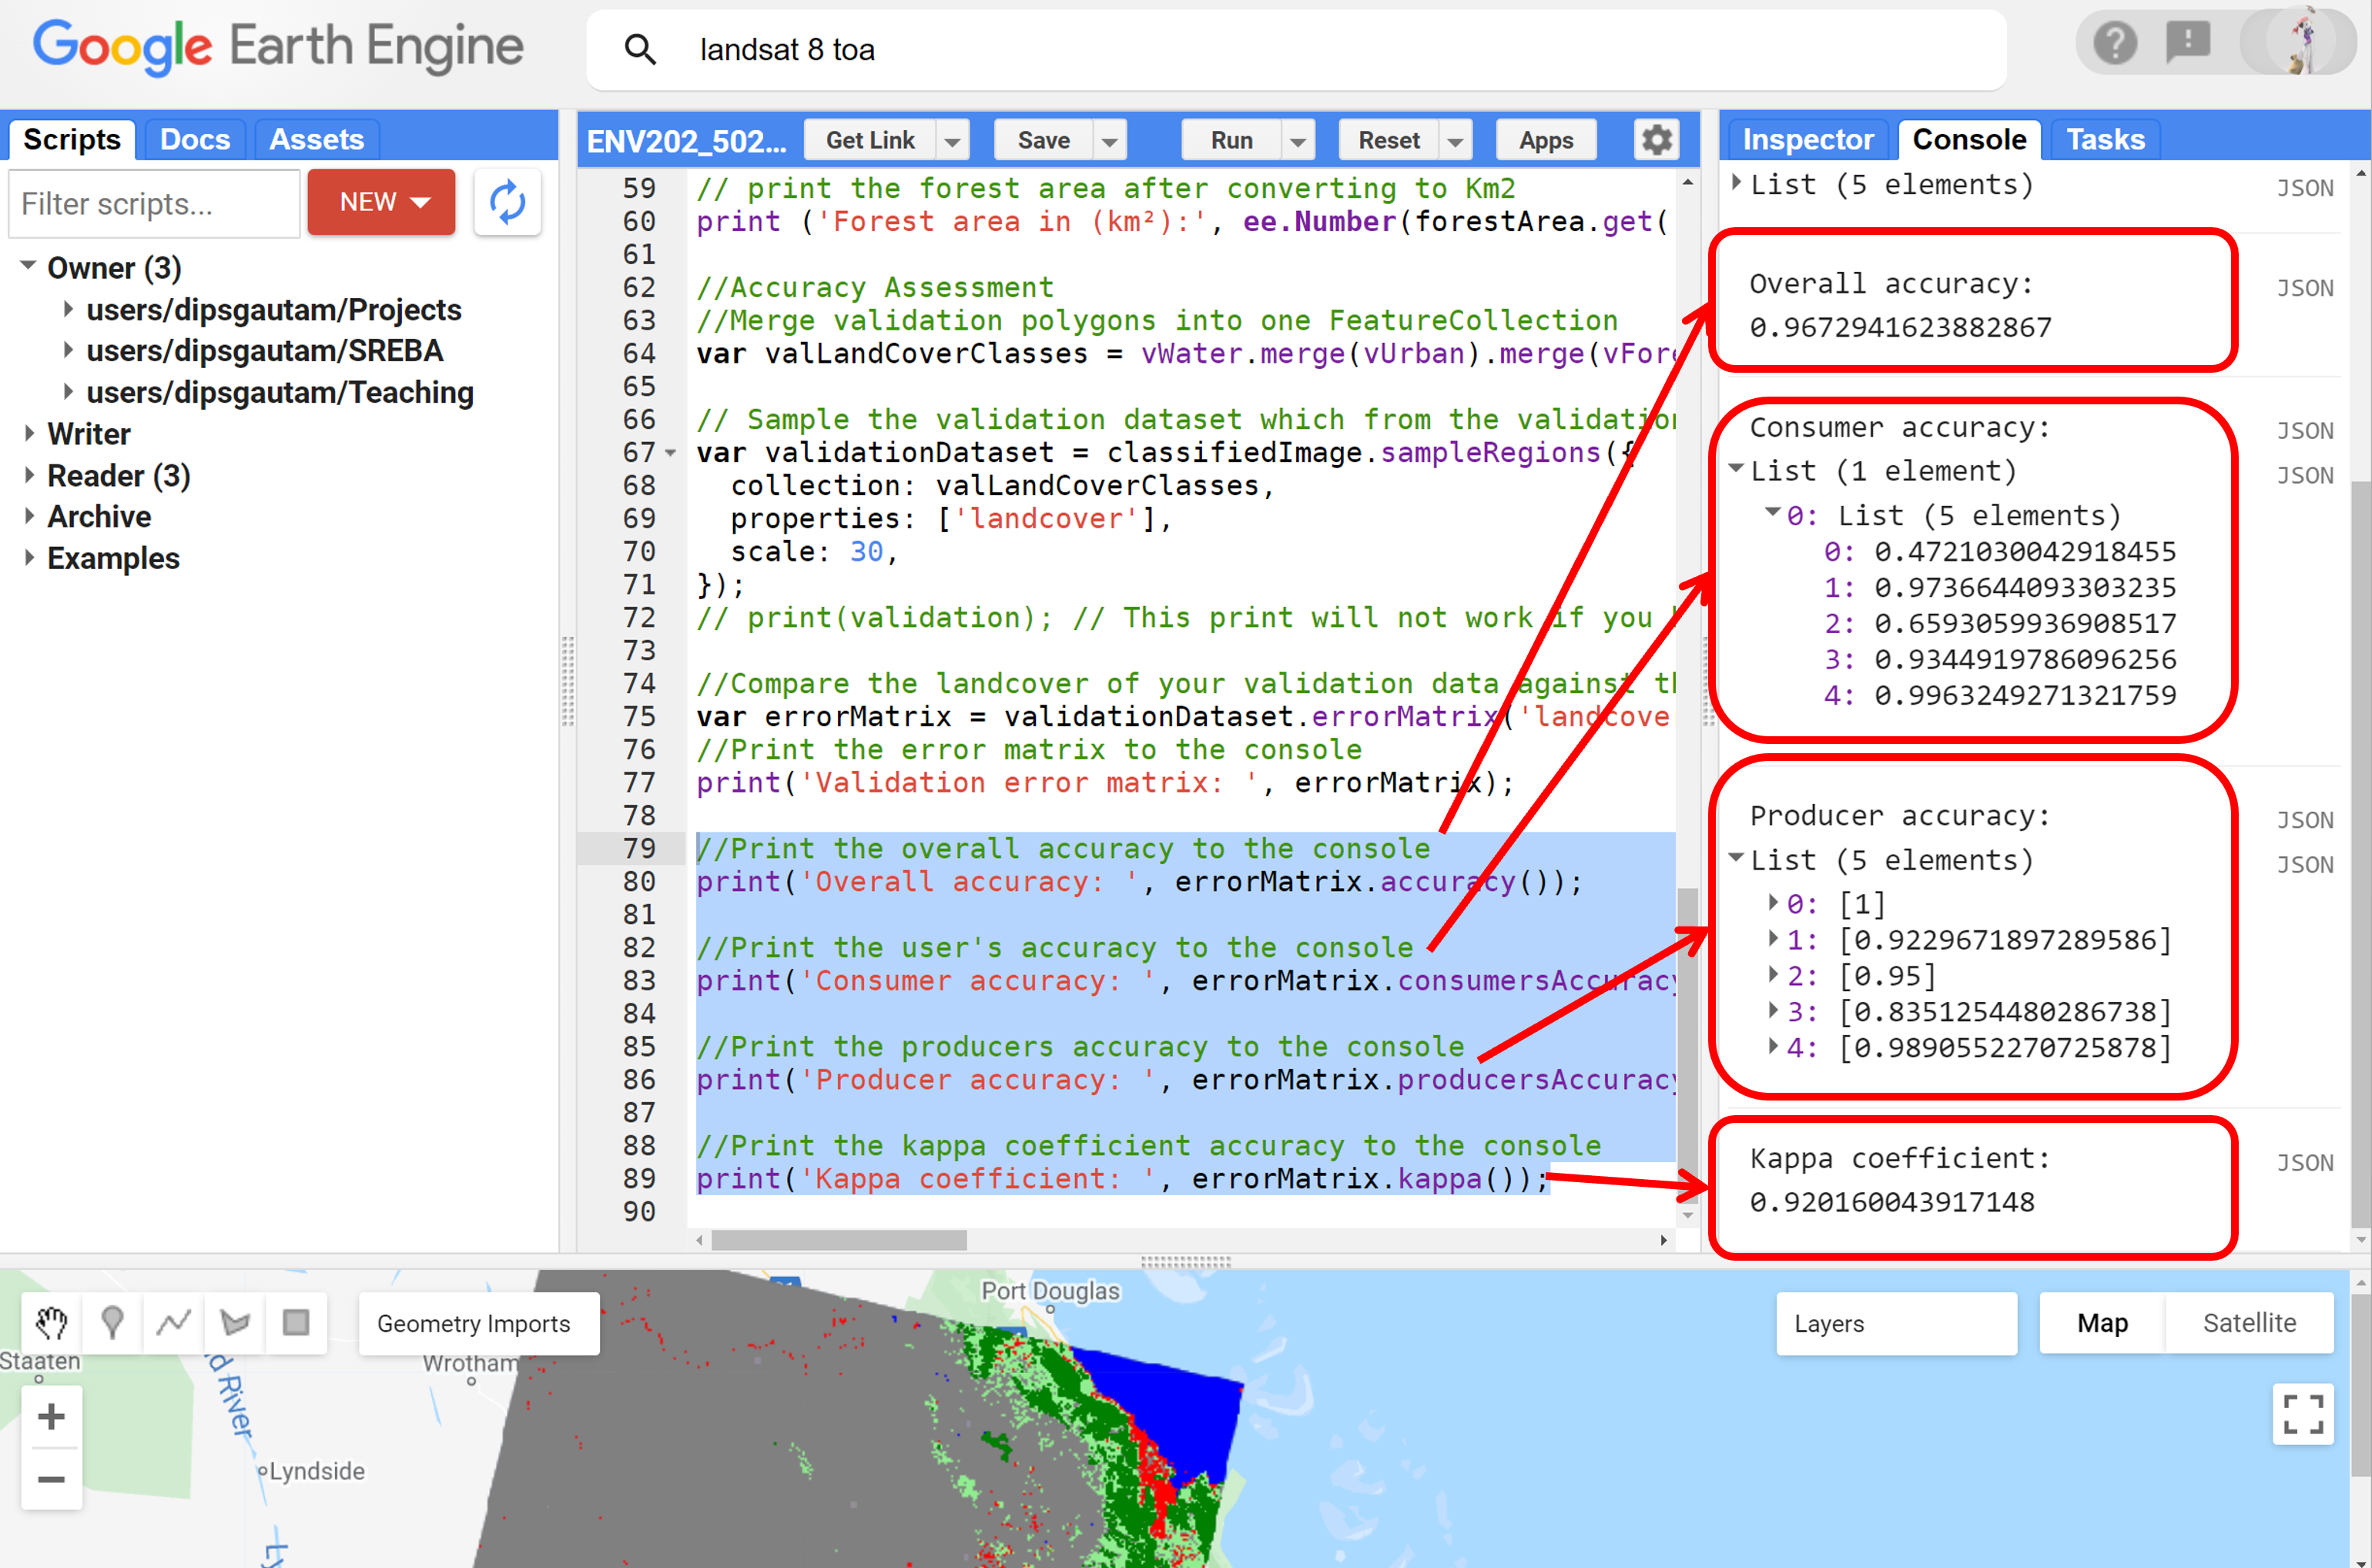 Google Earth Engine
landsat 8 toa
Scripts
Docs
Assets
Filter scripts...
NEW
Owner (3)
users/dipsgautam/Projects
users/dipsgautam/SREBA
users/dipsgautam/Teaching
Writer
Reader (3)
Archive
Examples
ENV202_502...
Get Link
Save
Run
Reset
Apps
59 // print the forest area after converting to Km2
60 print ('Forest area in (km²):', ee.Number(forestArea.get(
61
62 //Accuracy Assessment
63 //Merge validation polygons into one FeatureCollection
64 var valLandCoverClasses = vWater.merge(vUrban).merge(vFore
65
66 // Sample the validation dataset which from the validation
67 var validationDataset = classifiedImage.sampleRegions({
68 collection: valLandCoverClasses,
69 properties: ['landcover'],
70 scale: 30,
71 });
72 // print(validation); // This print will not work if you
73
74 //Compare the landcover of your validation data against th
75 var errorMatrix = validationDataset.errorMatrix('landcove
76 //Print the error matrix to the console
77 print('Validation error matrix: ', errorMatrix);
78
79 //Print the overall accuracy to the console
80 print('Overall accuracy: ', errorMatrix.accuracy());
81
82 //Print the user's accuracy to the console
83 print('Consumer accuracy: ', errorMatrix.consumersAccuracy
84
85 //Print the producers accuracy to the console
86 print('Producer accuracy: ', errorMatrix.producersAccuracy
87
88 //Print the kappa coefficient accuracy to the console
89 print('Kappa coefficient: ', errorMatrix.kappa());
90
Inspector
Console
Tasks
List (5 elements) JSON
Overall accuracy: JSON
0.9672941623882867
Consumer accuracy: JSON
List (1 element) JSON
0: List (5 elements)
0: 0.4721030042918455
1: 0.9736644093303235
2: 0.6593059936908517
3: 0.9344919786096256
4: 0.9963249271321759
Producer accuracy: JSON
List (5 elements) JSON
0: [1]
1: [0.9229671897289586]
2: [0.95]
3: [0.8351254480286738]
4: [0.9890552270725878]
Kappa coefficient: JSON
0.920160043917148
Geometry Imports
Layers
Map
Satellite
Port Douglas
Staaten
Wrotham
d River
Lyndside
Ly